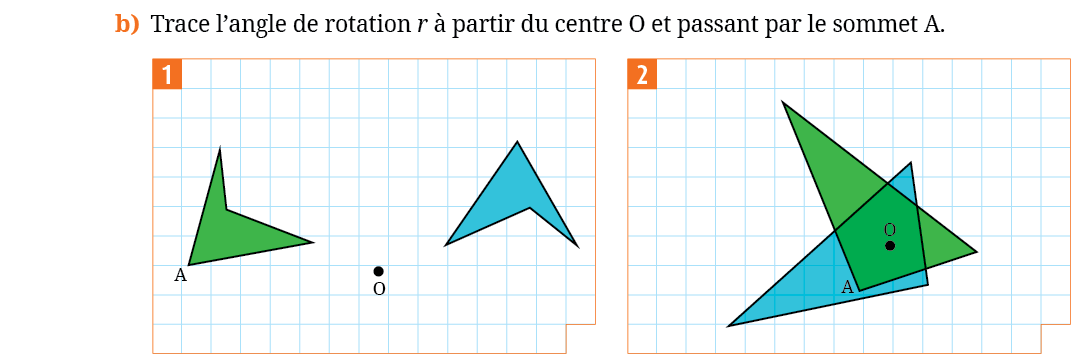 b) Trace l’angle de rotation r à partir du centre O et passant par le sommet A.
1
A
O
2
O
A